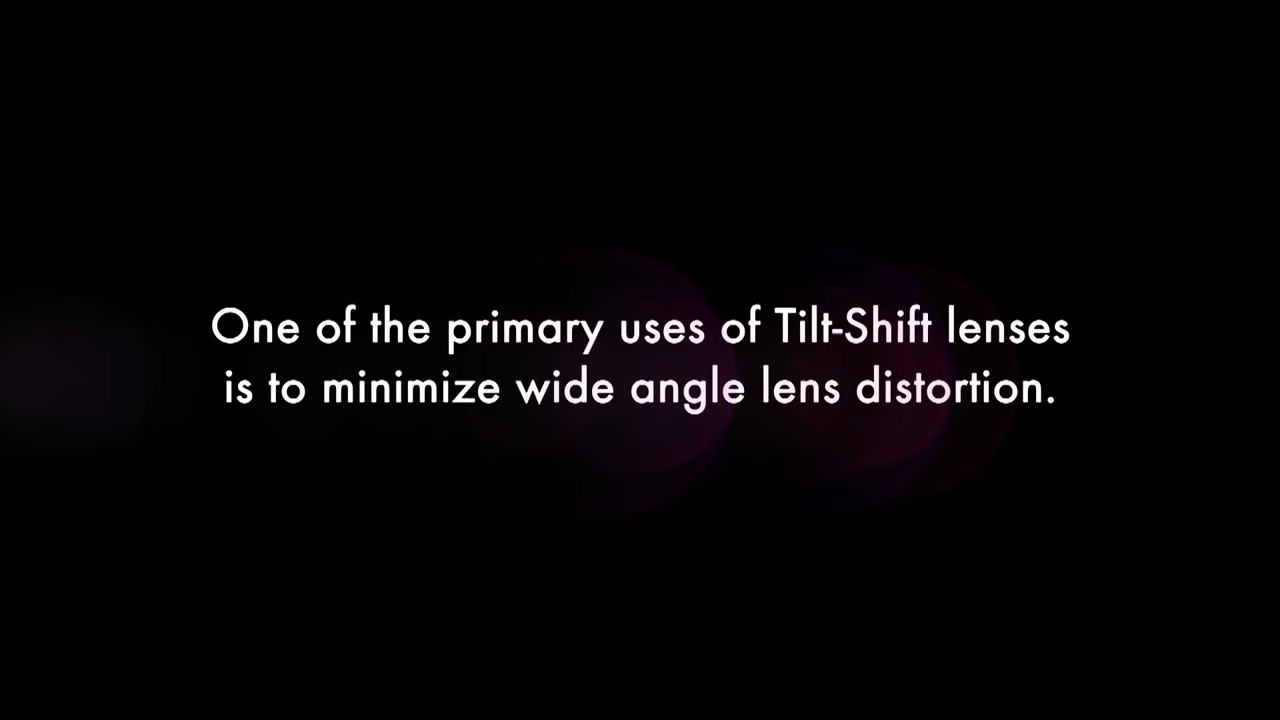 One of the primary uses of Tilt-Shift lenses
is to minimize wide angle lens distortion.